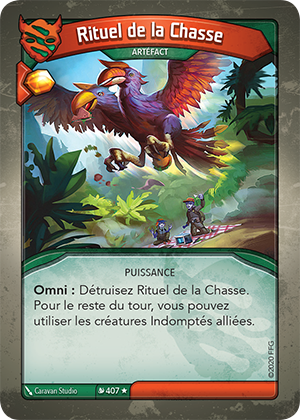 Rituel de la Chasse
ARTÉFACT
PUISSANCE
Omni : Détruisez Rituel de la Chasse.
Pour le reste du tour, vous pouvez
utiliser les créatures Indomptés alliées.
©2020 FFG
Caravan Studio
407